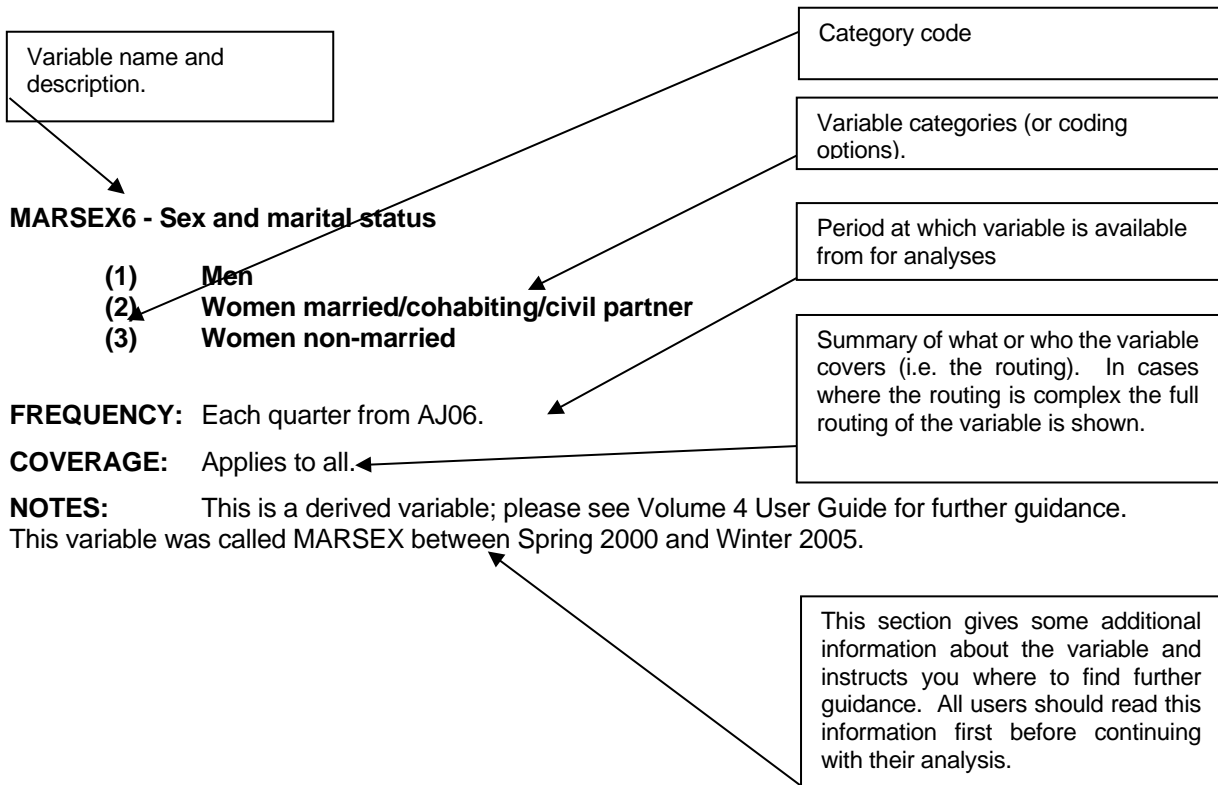 Variable name and
description.
Category code
Variable categories (or coding
options).
MARSEX6 - Sex and marital status
Period at which variable is available
from for analyses
(1) Men
(2) Women married/cohabiting/civil partner
(3) Women non-married
Summary of what or who the variable
covers (i.e. the routing). In cases
where the routing is complex the full
routing of the variable is shown.
FREQUENCY: Each quarter from AJ06.
COVERAGE: Applies to all.
NOTES: This is a derived variable; please see Volume 4 User Guide for further guidance.
This variable was called MARSEX between Spring 2000 and Winter 2005.
This section gives some additional
information about the variable and
instructs you where to find further
guidance. All users should read this
information first before continuing
with their analysis.